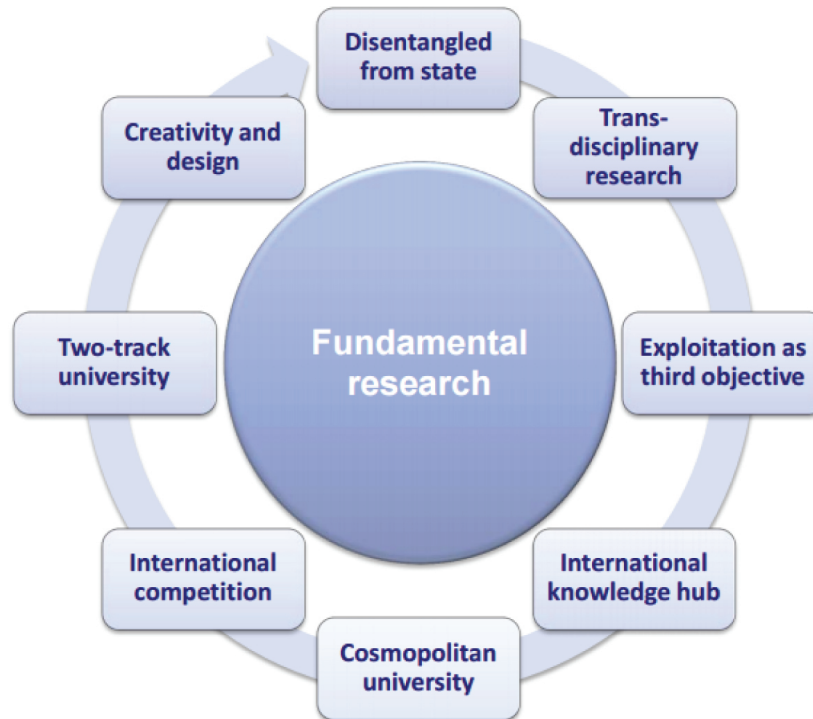 Disentangled
from state
Trans-
disciplinary
research
Exploitation as
third objective
International
knowledge hub
Cosmopolitan
university
International
competition
Two-track
university
Creativity and
design
Fundamental
research